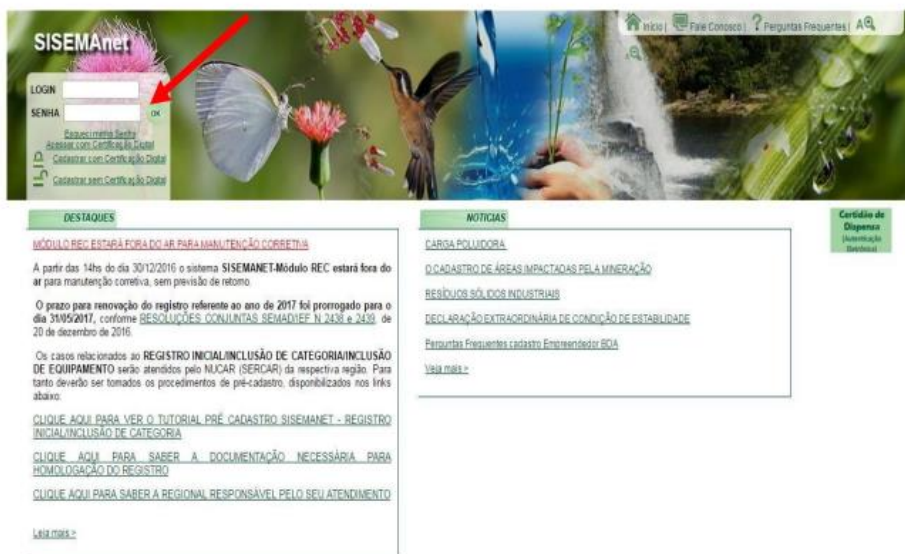 SISEMAnet
Início | Fale Conosco | Perguntas Frequentes | A
A
LOGIN
SENHA OK
Esqueci minha Senha
Acessar com Certificação Digital
Cadastrar com Certificação Digital
Cadastrar sem Certificação Digital
DESTAQUES
MÓDULO REC ESTARÁ FORA DO AR PARA MANUTENÇÃO CORRETIVA
A partir das 14hs do dia 30/12/2016 o sistema SISEMANET-Módulo REC estará fora do
ar para manutenção corretiva, sem previsão de retorno.
O prazo para renovação do registro referente ao ano de 2017 foi prorrogado para o
dia 31/05/2017, conforme RESOLUÇÕES CONJUNTAS SEMAD/IEF N 2438 e 2439, de
20 de dezembro de 2016.
Os casos relacionados ao REGISTRO INICIAL/INCLUSÃO DE CATEGORIA/INCLUSÃO
DE EQUIPAMENTO serão atendidos pelo NUCAR (SERCAR) da respectiva região. Para
tanto deverão ser tomados os procedimentos de pré-cadastro, disponibilizados nos links
abaixo:
CLIQUE AQUI PARA VER O TUTORIAL PRÉ CADASTRO SISEMANET - REGISTRO
INICIAL/INCLUSÃO DE CATEGORIA
CLIQUE AQUI PARA SABER A DOCUMENTAÇÃO NECESSÁRIA PARA
HOMOLOGAÇÃO DO REGISTRO
CLIQUE AQUI PARA SABER A REGIONAL RESPONSÁVEL PELO SEU ATENDIMENTO
Leia mais >
NOTICIAS
CARGA POLUIDORA
O CADASTRO DE ÁREAS IMPACTADAS PELA MINERAÇÃO
RESÍDUOS SÓLIDOS INDUSTRIAIS
DECLARAÇÃO EXTRAORDINÁRIA DE CONDIÇÃO DE ESTABILIDADE
Perguntas Frequentes cadastro Empreendedor BDA
Veja mais >
Certidão de
Dispensa
(Autenticação
Eletrônica)